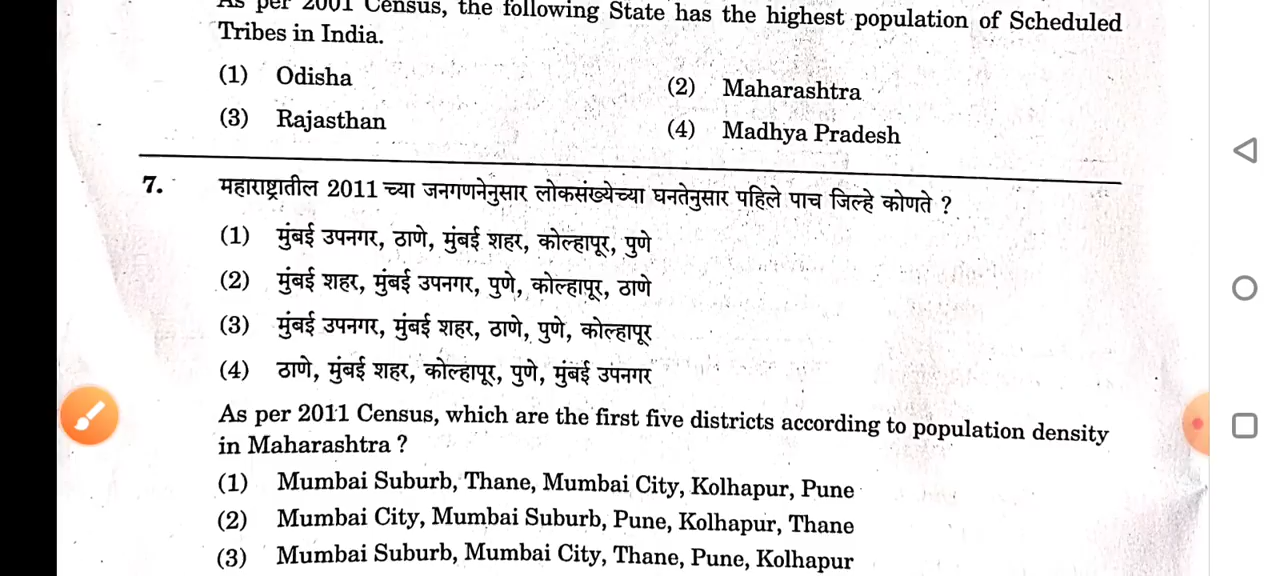 As per 2001 Census, the following State has the highest population of Scheduled
Tribes in India.
(1) Odisha
(2) Maharashtra
(3) Rajasthan
(4) Madhya Pradesh
7. महाराष्ट्रातील 2011 च्या जनगणनेनुसार लोकसंख्येच्या घनतेनुसार पहिले पाच जिल्हे कोणते ?
(1) मुंबई उपनगर, ठाणे, मुंबई शहर, कोल्हापूर, पुणे
(2) मुंबई शहर, मुंबई उपनगर, पुणे, कोल्हापूर, ठाणे
(3) मुंबई उपनगर, मुंबई शहर, ठाणे, पुणे, कोल्हापूर
(4) ठाणे, मुंबई शहर, कोल्हापूर, पुणे, मुंबई उपनगर
As per 2011 Census, which are the first five districts according to population density
in Maharashtra ?
(1) Mumbai Suburb, Thane, Mumbai City, Kolhapur, Pune
(2) Mumbai City, Mumbai Suburb, Pune, Kolhapur, Thane
(3) Mumbai Suburb, Mumbai City, Thane, Pune, Kolhapur